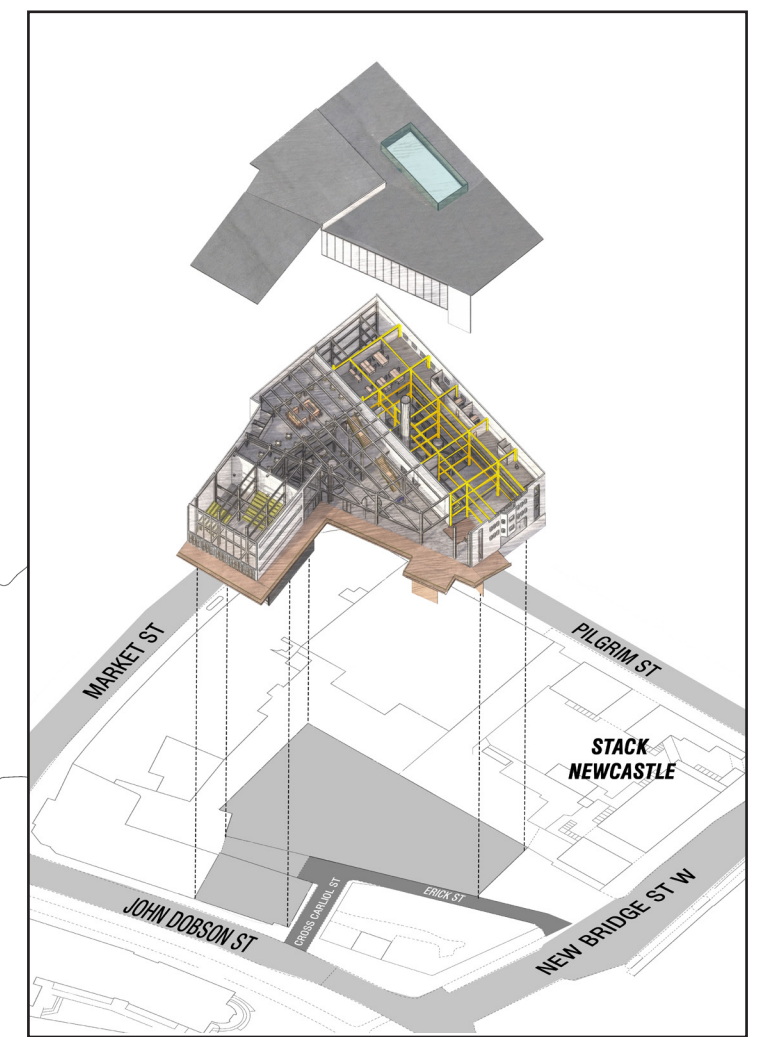 MARKET ST
PILGRIM ST
STACK
NEWCASTLE
ERICK ST
CROSS CARLIOL ST
JOHN DOBSON ST
NEW BRIDGE ST W